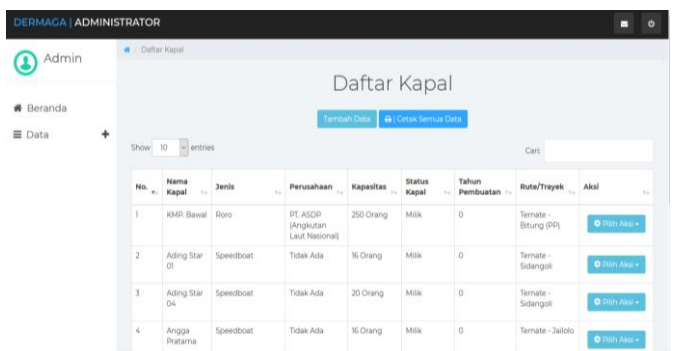 DERMAGA | ADMINISTRATOR
Admin
Beranda
Data
/ Daftar Kapal
Daftar Kapal
Tambah Data
| Cetak Semua Data
Show 10 entries
Cari:
No. Nama Kapal Jenis Perusahaan Kapasitas Status Kapal Tahun Pembuatan Rute/Trayek Aksi
1 KMP. Bawal Roro PT. ASDP (Angkutan Laut Nasional) 250 Orang Milik 0 Ternate - Bitung (PP) Pilih Aksi
2 Ading Star 01 Speedboat Tidak Ada 16 Orang Milik 0 Ternate - Sidangoli Pilih Aksi
3 Ading Star 04 Speedboat Tidak Ada 20 Orang Milik 0 Ternate - Sidangoli Pilih Aksi
4 Angga Pratama Speedboat Tidak Ada 16 Orang Milik 0 Ternate - Jailolo Pilih Aksi